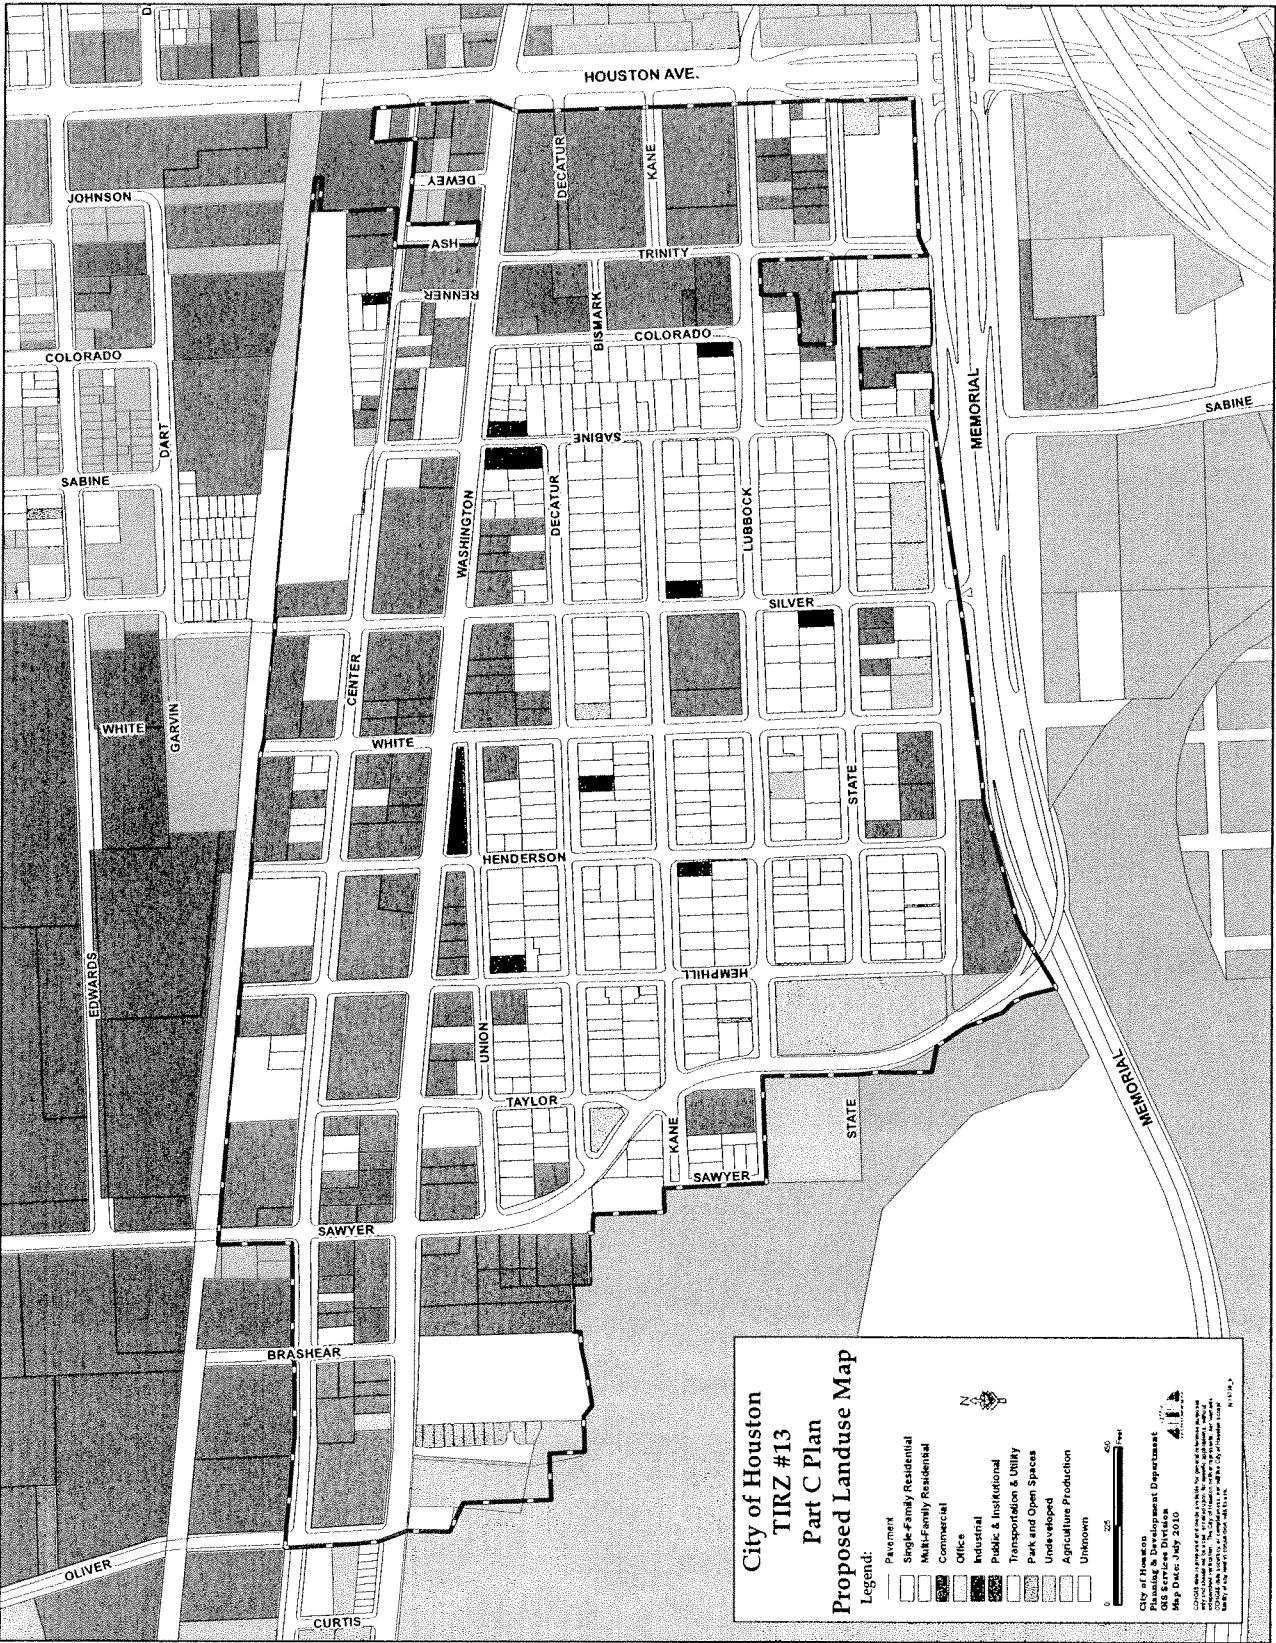 HOUSTON AVE.
JOHNSON
DEWEY
DECATUR
KANE
ASH
TRINITY
RENNER
BISMARK
COLORADO
COLORADO
DART
SABINE
SABINE
SABINE
MEMORIAL
WASHINGTON
DECATUR
LUBBOCK
SILVER
CENTER
WHITE
GARVIN
WHITE
STATE
HENDERSON
EDWARDS
HEMPHILL
UNION
TAYLOR
KANE
STATE
MEMORIAL
SAWYER
SAWYER
BRASHEAR
OLIVER
CURTIS
City of Houston
TIRZ #13
Part C Plan
Proposed Landuse Map
Legend:
Pavement
Single-Family Residential
Multi-Family Residential
Commercial
Office
Industrial
Public & Institutional
Transportation & Utility
Park and Open Spaces
Undeveloped
Agriculture Production
Unknown
N
0 225 450
Feet
City of Houston
Planning & Development Department
GIS Services Division
Map Date: July 2010